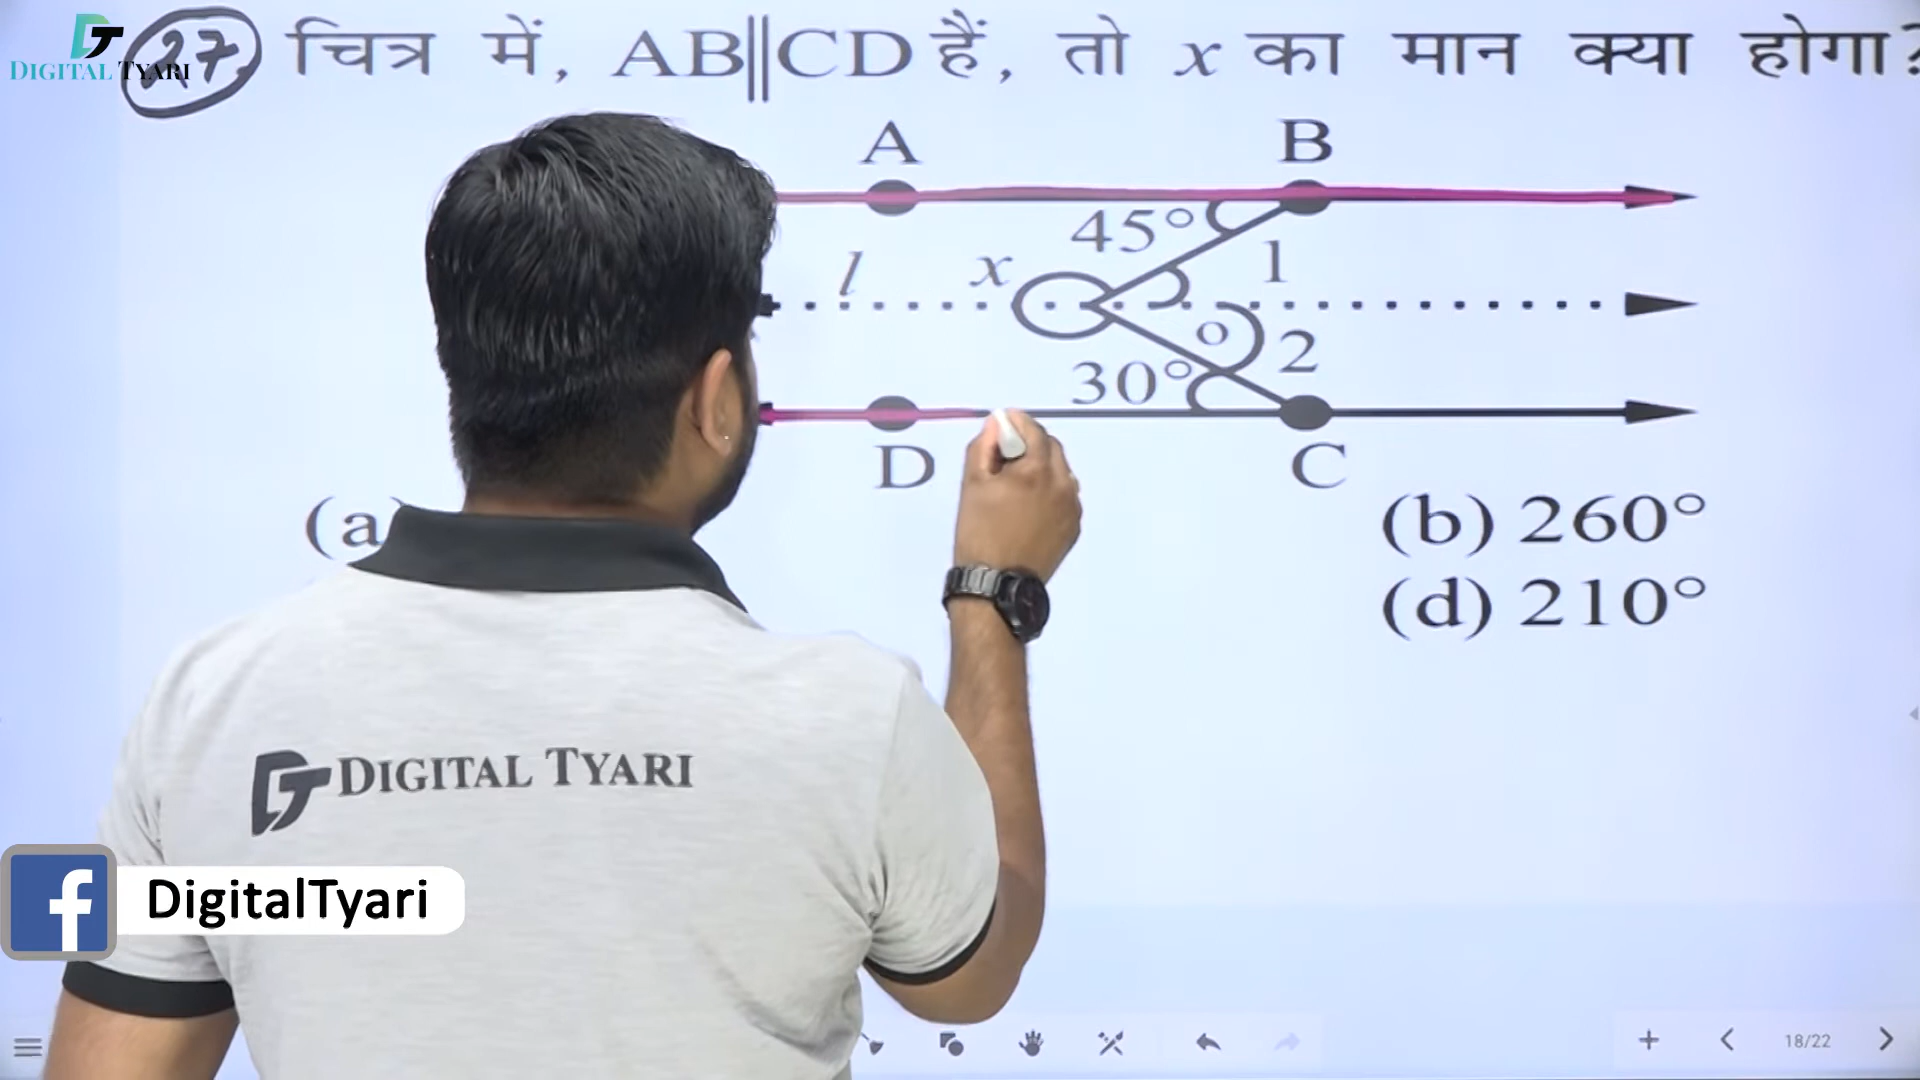 DIGITAL TYARI
27. चित्र में, AB||CD हैं, तो x का मान क्या होगा?
A B
45° 1
l x
2
30°
D C
(a) (b) 260°
(d) 210°
DIGITAL TYARI
DigitalTyari
18/22